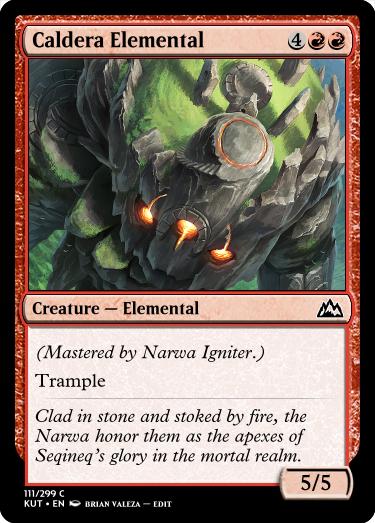 Caldera Elemental 4
Creature — Elemental
(Mastered by Narwa Igniter.)
Trample
Clad in stone and stoked by fire, the
Narwa honor them as the apexes of
Seqineq's glory in the mortal realm.
5/5
111/299 C
KUT • EN BRIAN VALEZA — EDIT